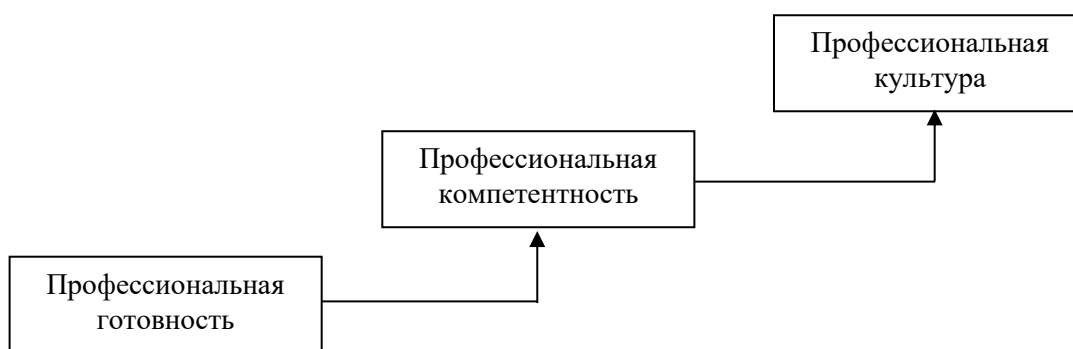 Профессиональная
культура
Профессиональная
компетентность
Профессиональная
готовность